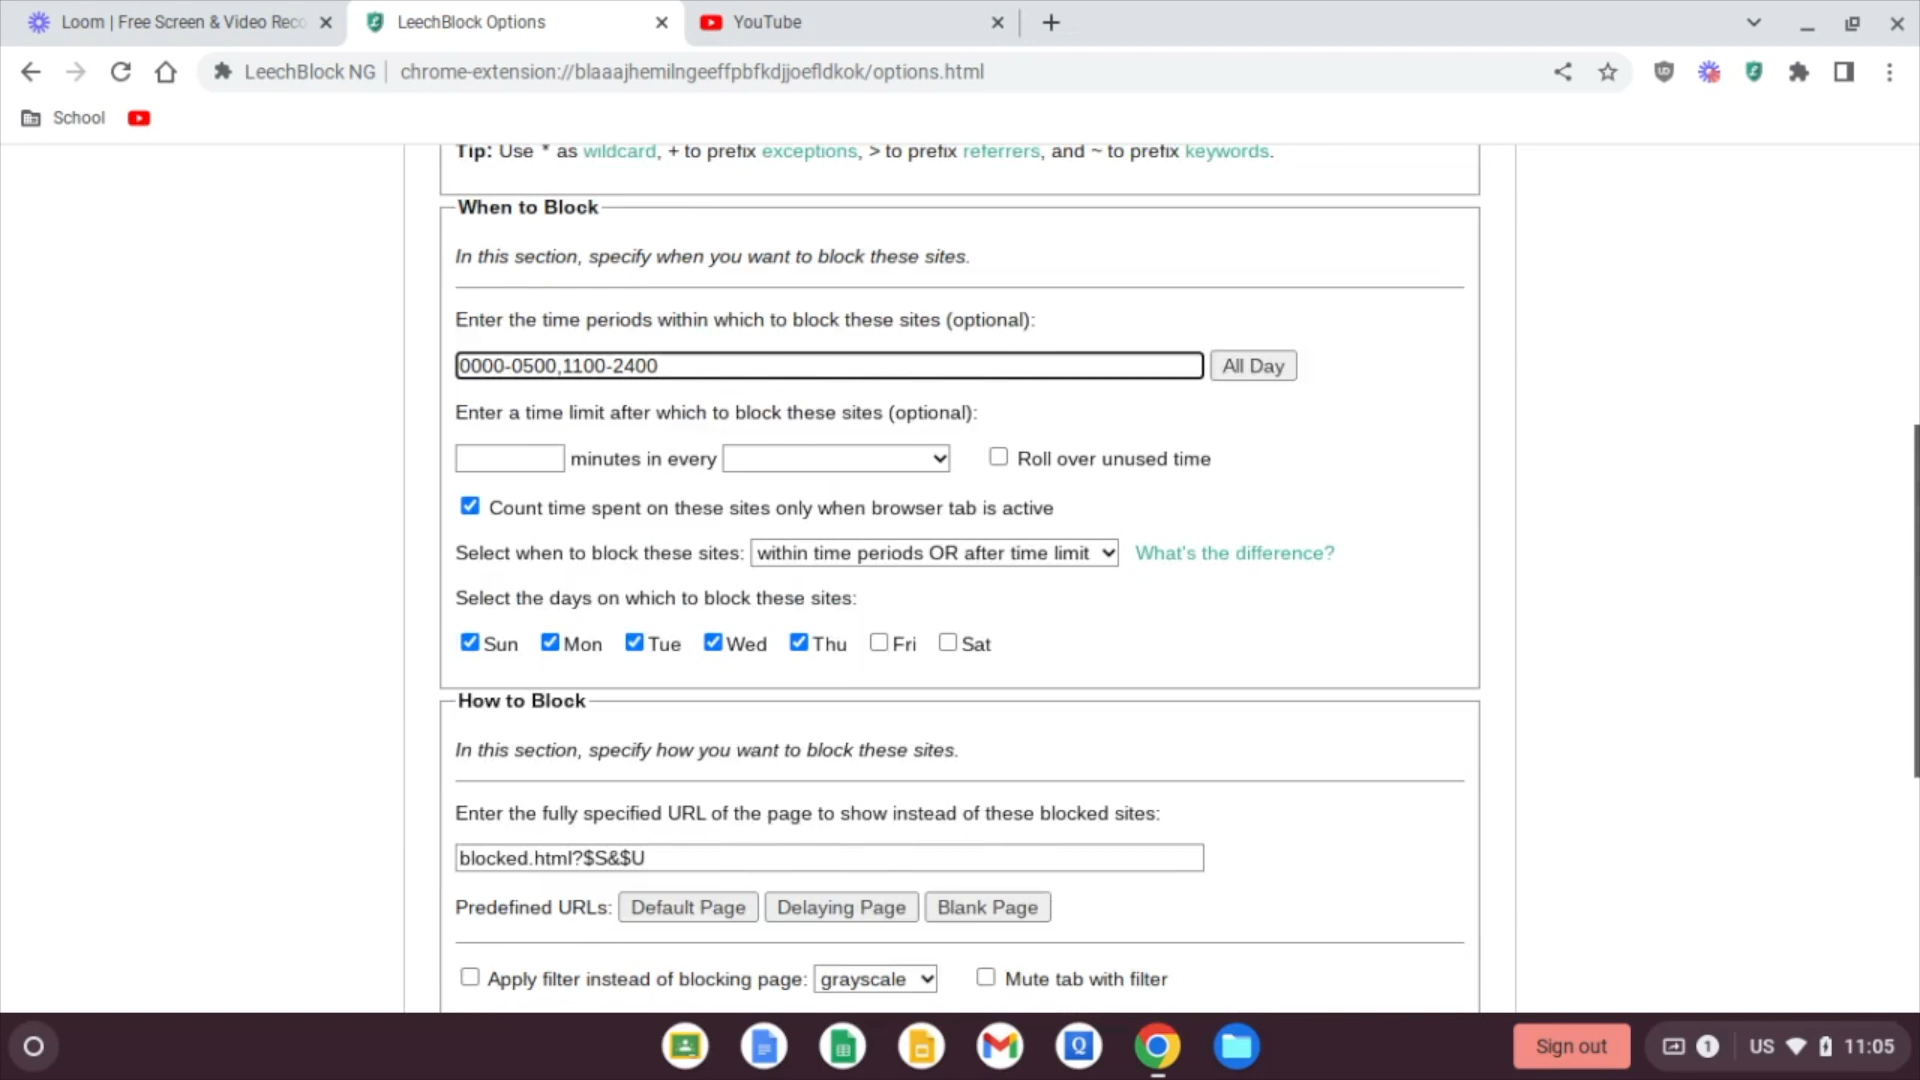 Loom | Free Screen & Video Reco
LeechBlock Options
YouTube
LeechBlock NG | chrome-extension://blaaajhemilngeeffpbfkdjjoefldkok/options.html
School
Tip: Use * as wildcard, + to prefix exceptions, > to prefix referrers, and ~ to prefix keywords.
When to Block
In this section, specify when you want to block these sites.
Enter the time periods within which to block these sites (optional):
0000-0500,1100-2400 All Day
Enter a time limit after which to block these sites (optional):
minutes in every Roll over unused time
Count time spent on these sites only when browser tab is active
Select when to block these sites: within time periods OR after time limit What's the difference?
Select the days on which to block these sites:
Sun Mon Tue Wed Thu Fri Sat
How to Block
In this section, specify how you want to block these sites.
Enter the fully specified URL of the page to show instead of these blocked sites:
blocked.html?$S&$U
Predefined URLs: Default Page Delaying Page Blank Page
Apply filter instead of blocking page: grayscale Mute tab with filter
Sign out 1 US 11:05